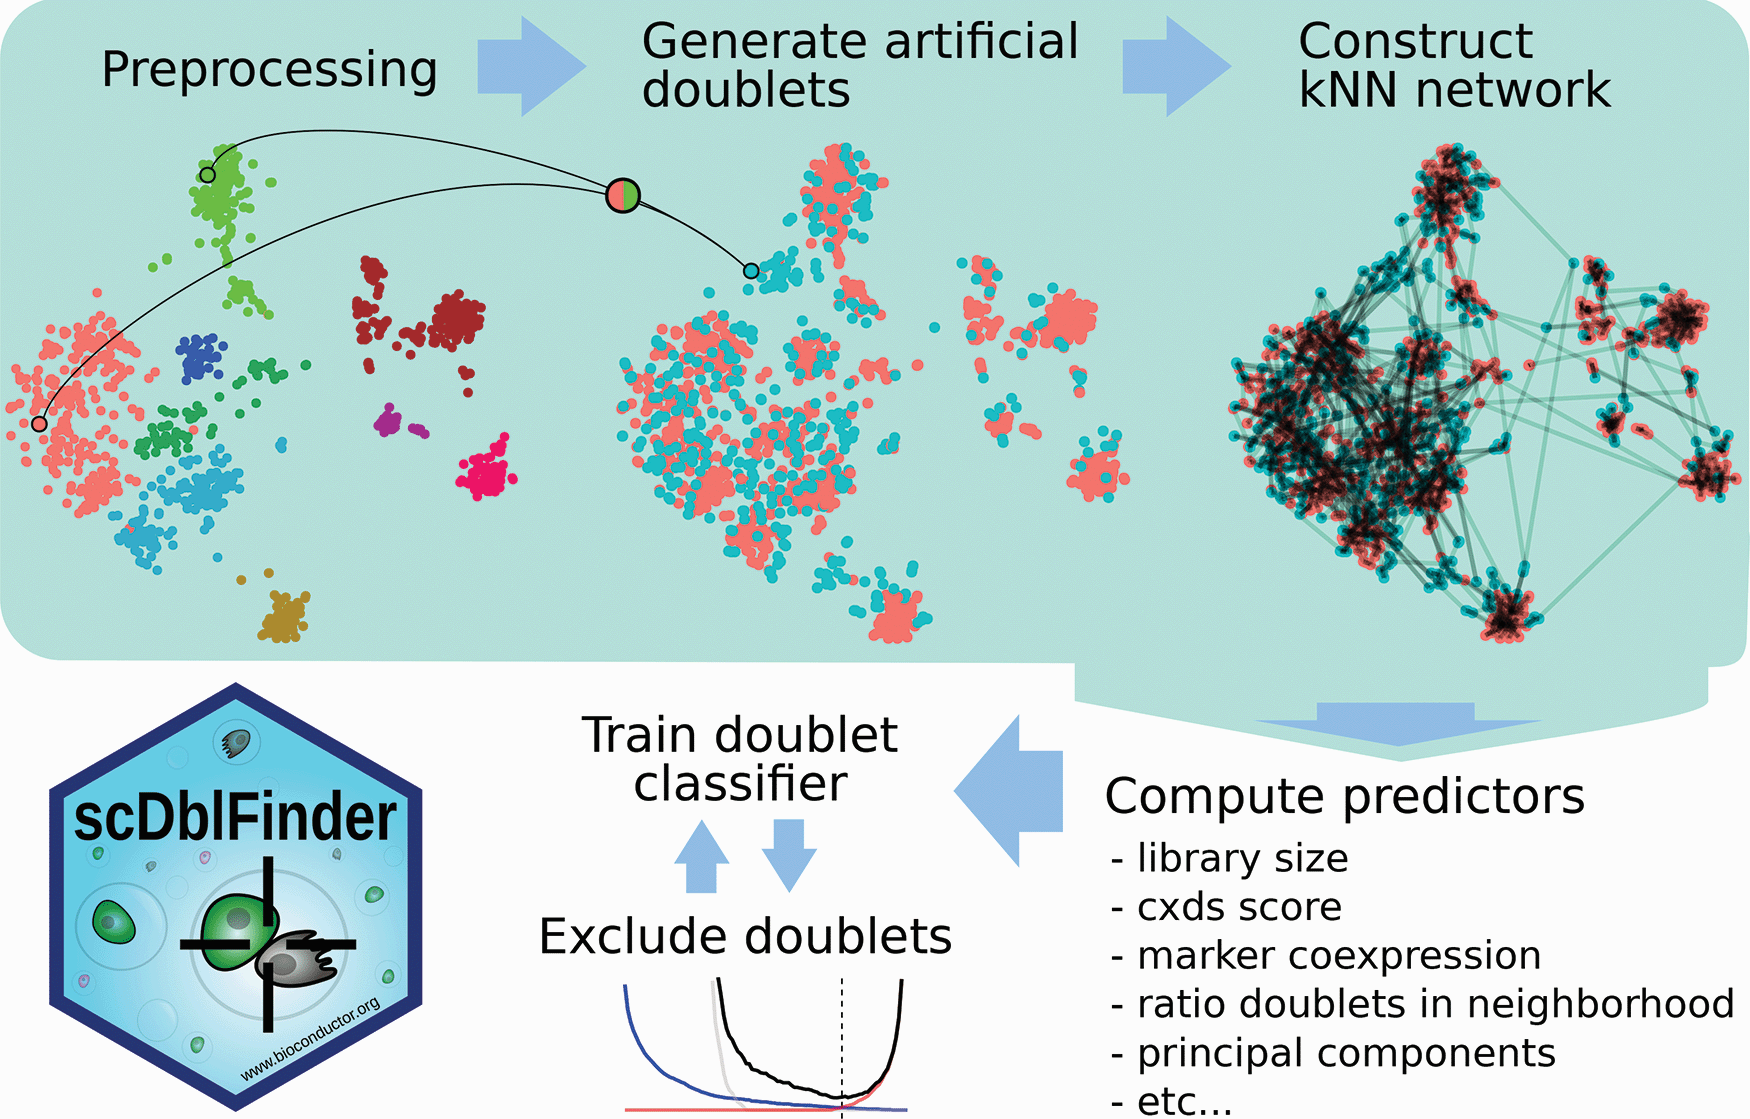 Preprocessing
Generate artificial
doublets
Construct
kNN network
Train doublet
classifier
Exclude doublets
Compute predictors
- library size
- cxds score
- marker coexpression
- ratio doublets in neighborhood
- principal components
- etc...
scDblFinder
www.bioconductor.org